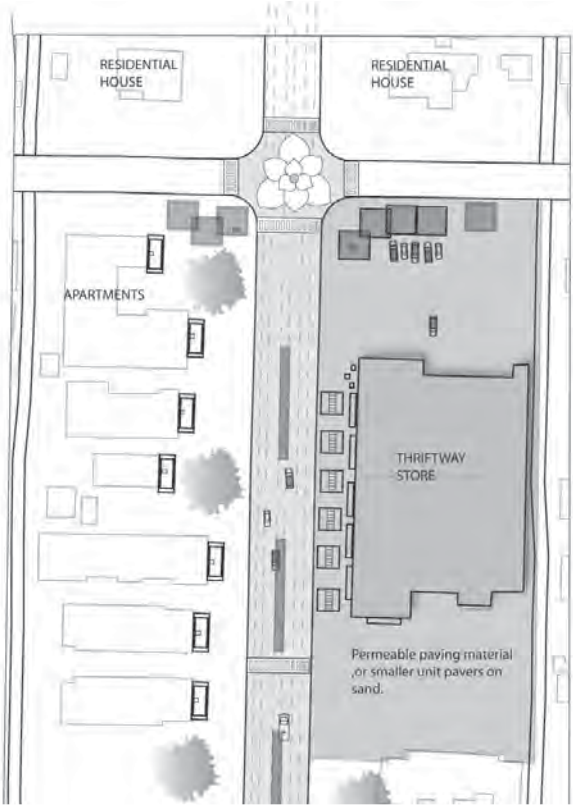 RESIDENTIAL
HOUSE
RESIDENTIAL
HOUSE
APARTMENTS
THRIFTWAY
STORE
Permeable paving material
,or smaller unit pavers on
sand.